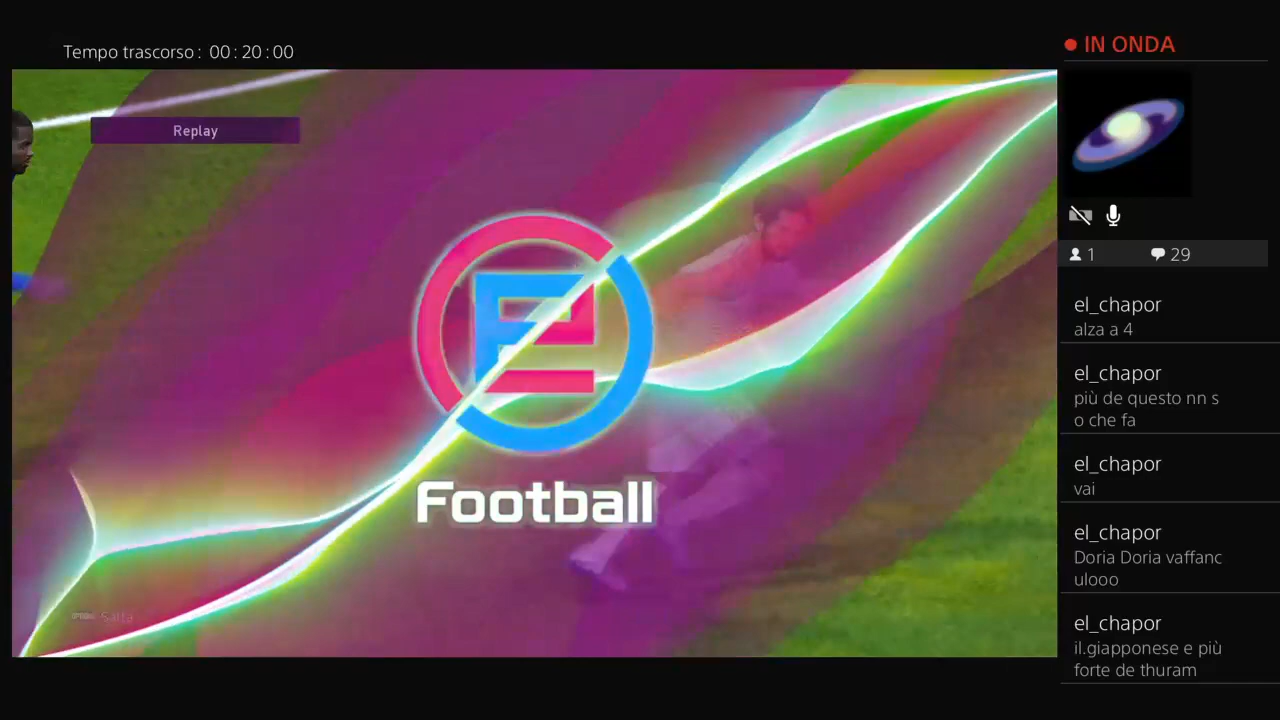 Tempo trascorso: 00:20:00
IN ONDA
Replay
1
29
el_chapor
alza a 4
el_chapor
più de questo nn s
o che fa
el_chapor
vai
el_chapor
Doria Doria vaffanc
ulooo
el_chapor
il.giapponese e più
forte de thuram
Football
Salta